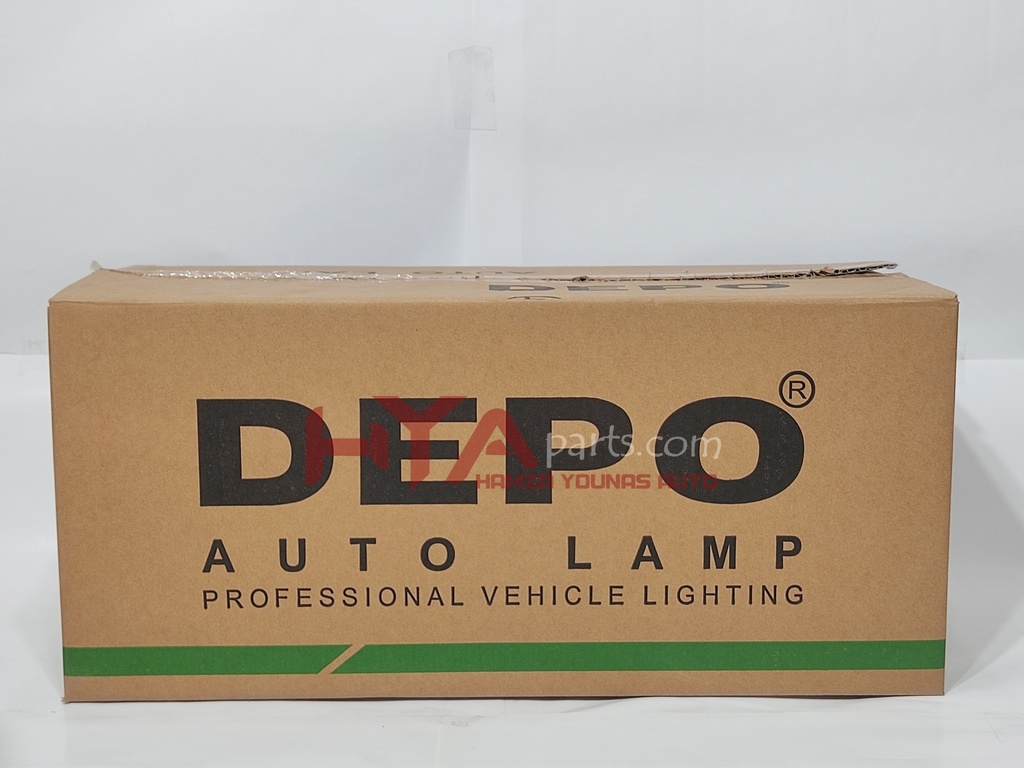 DEPO
DEPO®
HYAparts.com
HAMZA YOUNAS AUTO
AUTO LAMP
PROFESSIONAL VEHICLE LIGHTING